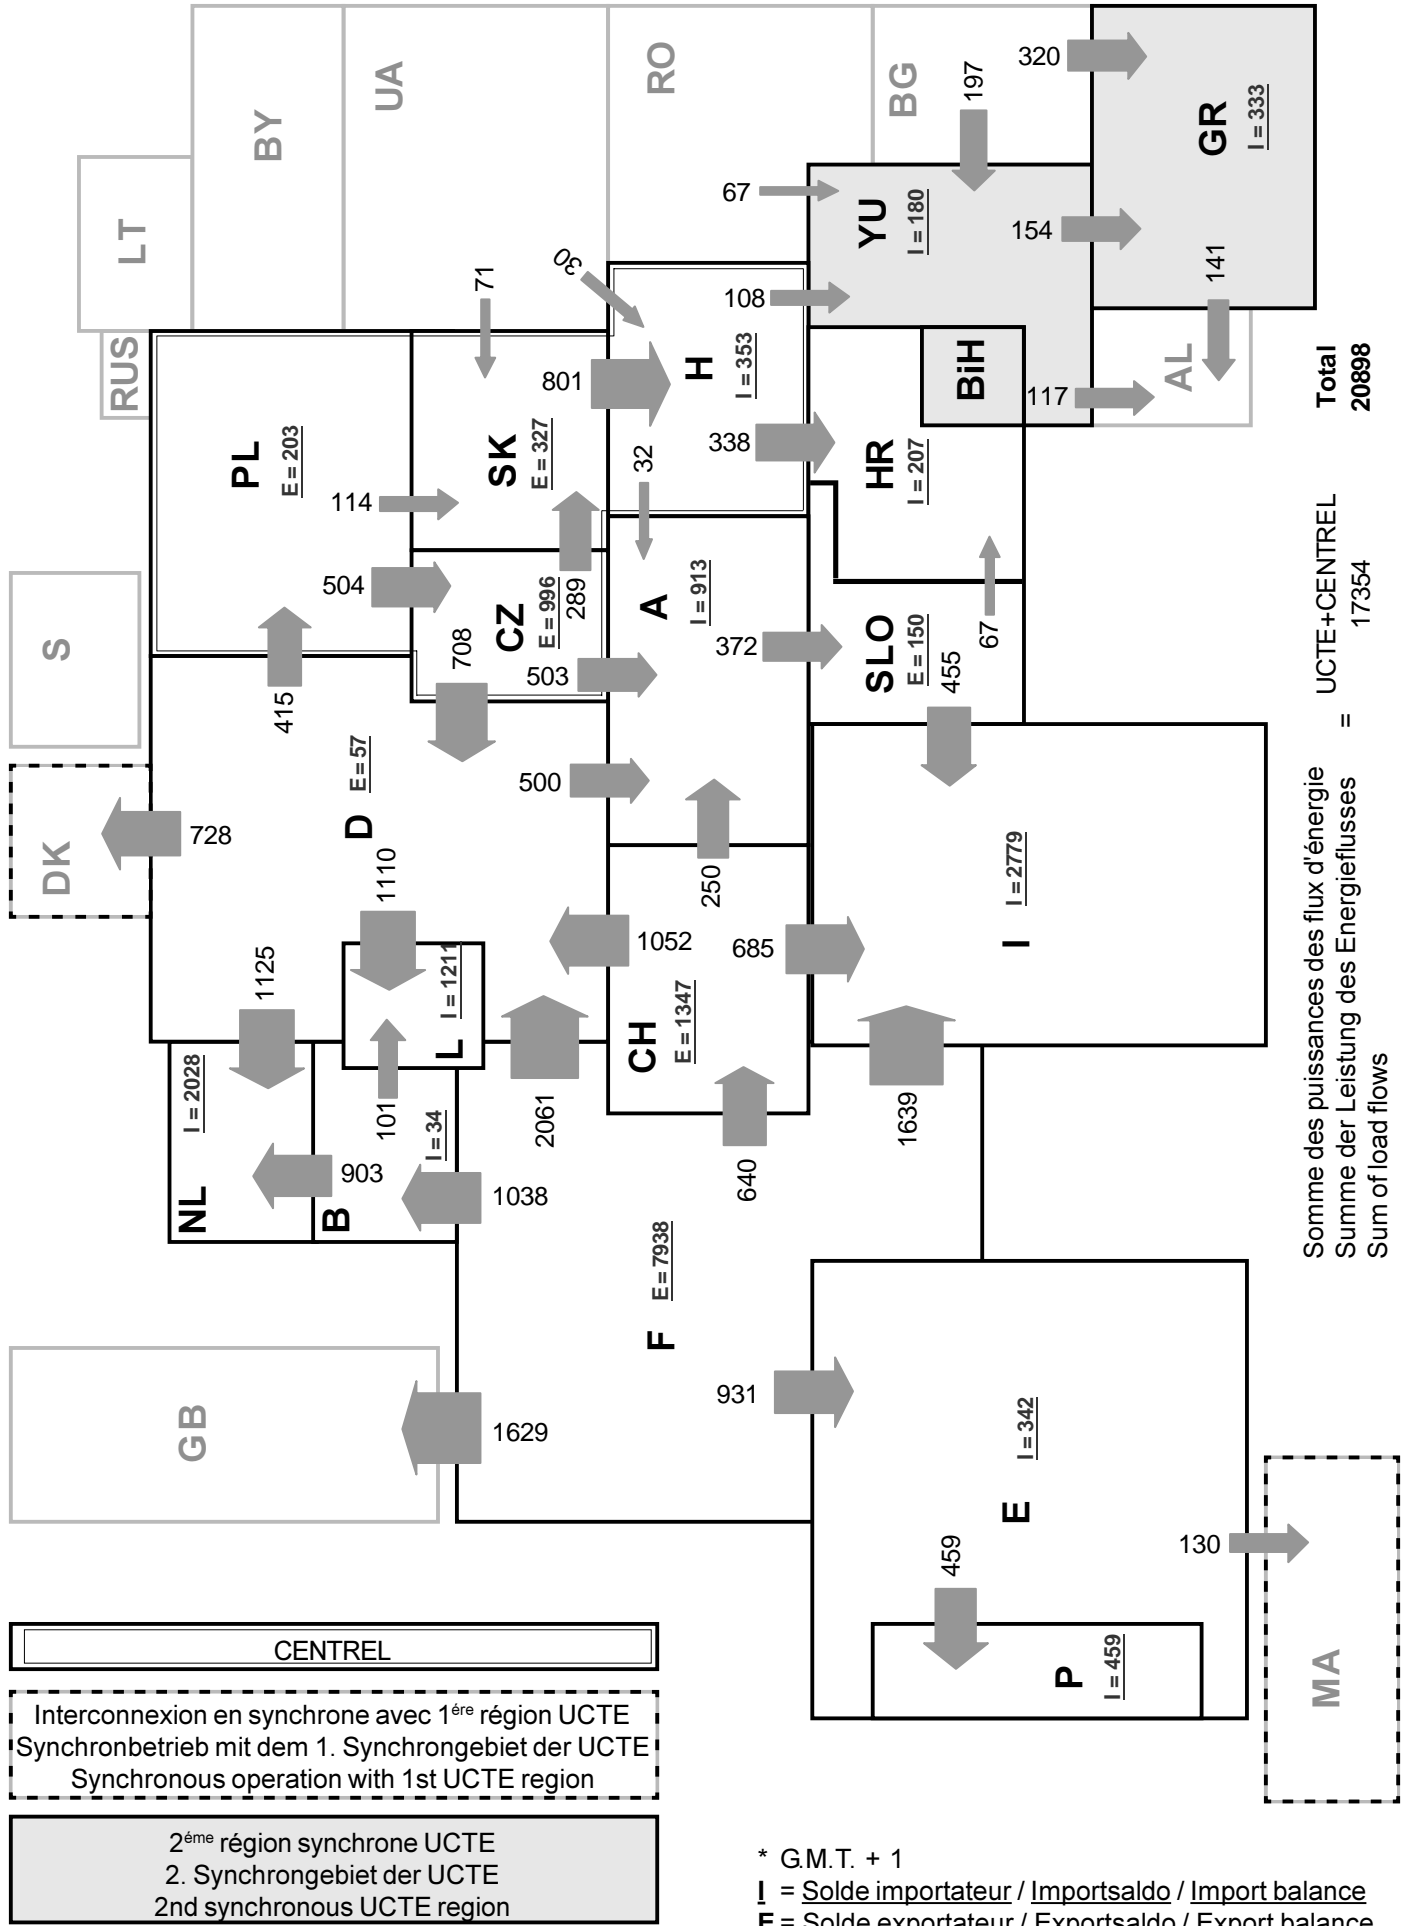 BY
UA
RO
BG
LT
RUS
320
197
GR
I = 333
67
YU
I = 180
154
141
71
30
108
PL
E = 203
SK
E = 327
801
H
I = 353
BiH
117
AL
Total
20898
114
32
338
HR
I = 207
504
289
CZ
E = 996
A
I = 913
67
S
415
708
503
372
SLO
E = 150
455
UCTE+CENTREL
17354
=
DK
728
D
E = 57
500
1110
250
I
I = 2779
1125
1052
685
L
I = 1211
CH
E = 1347
NL
I = 2028
101
B
I = 34
2061
640
1639
903
1038
Somme des puissances des flux d'énergie
Summe der Leistung des Energieflusses
Sum of load flows
F
E = 7938
GB
1629
931
E
I = 342
459
130
P
I = 459
MA
CENTREL
Interconnexion en synchrone avec 1ére région UCTE
Synchronbetrieb mit dem 1. Synchrongebiet der UCTE
Synchronous operation with 1st UCTE region
2éme région synchrone UCTE
2. Synchrongebiet der UCTE
2nd synchronous UCTE region
* G.M.T. + 1
I = Solde importateur / Importsaldo / Import balance
E = Solde exportateur / Exportsaldo / Export balance